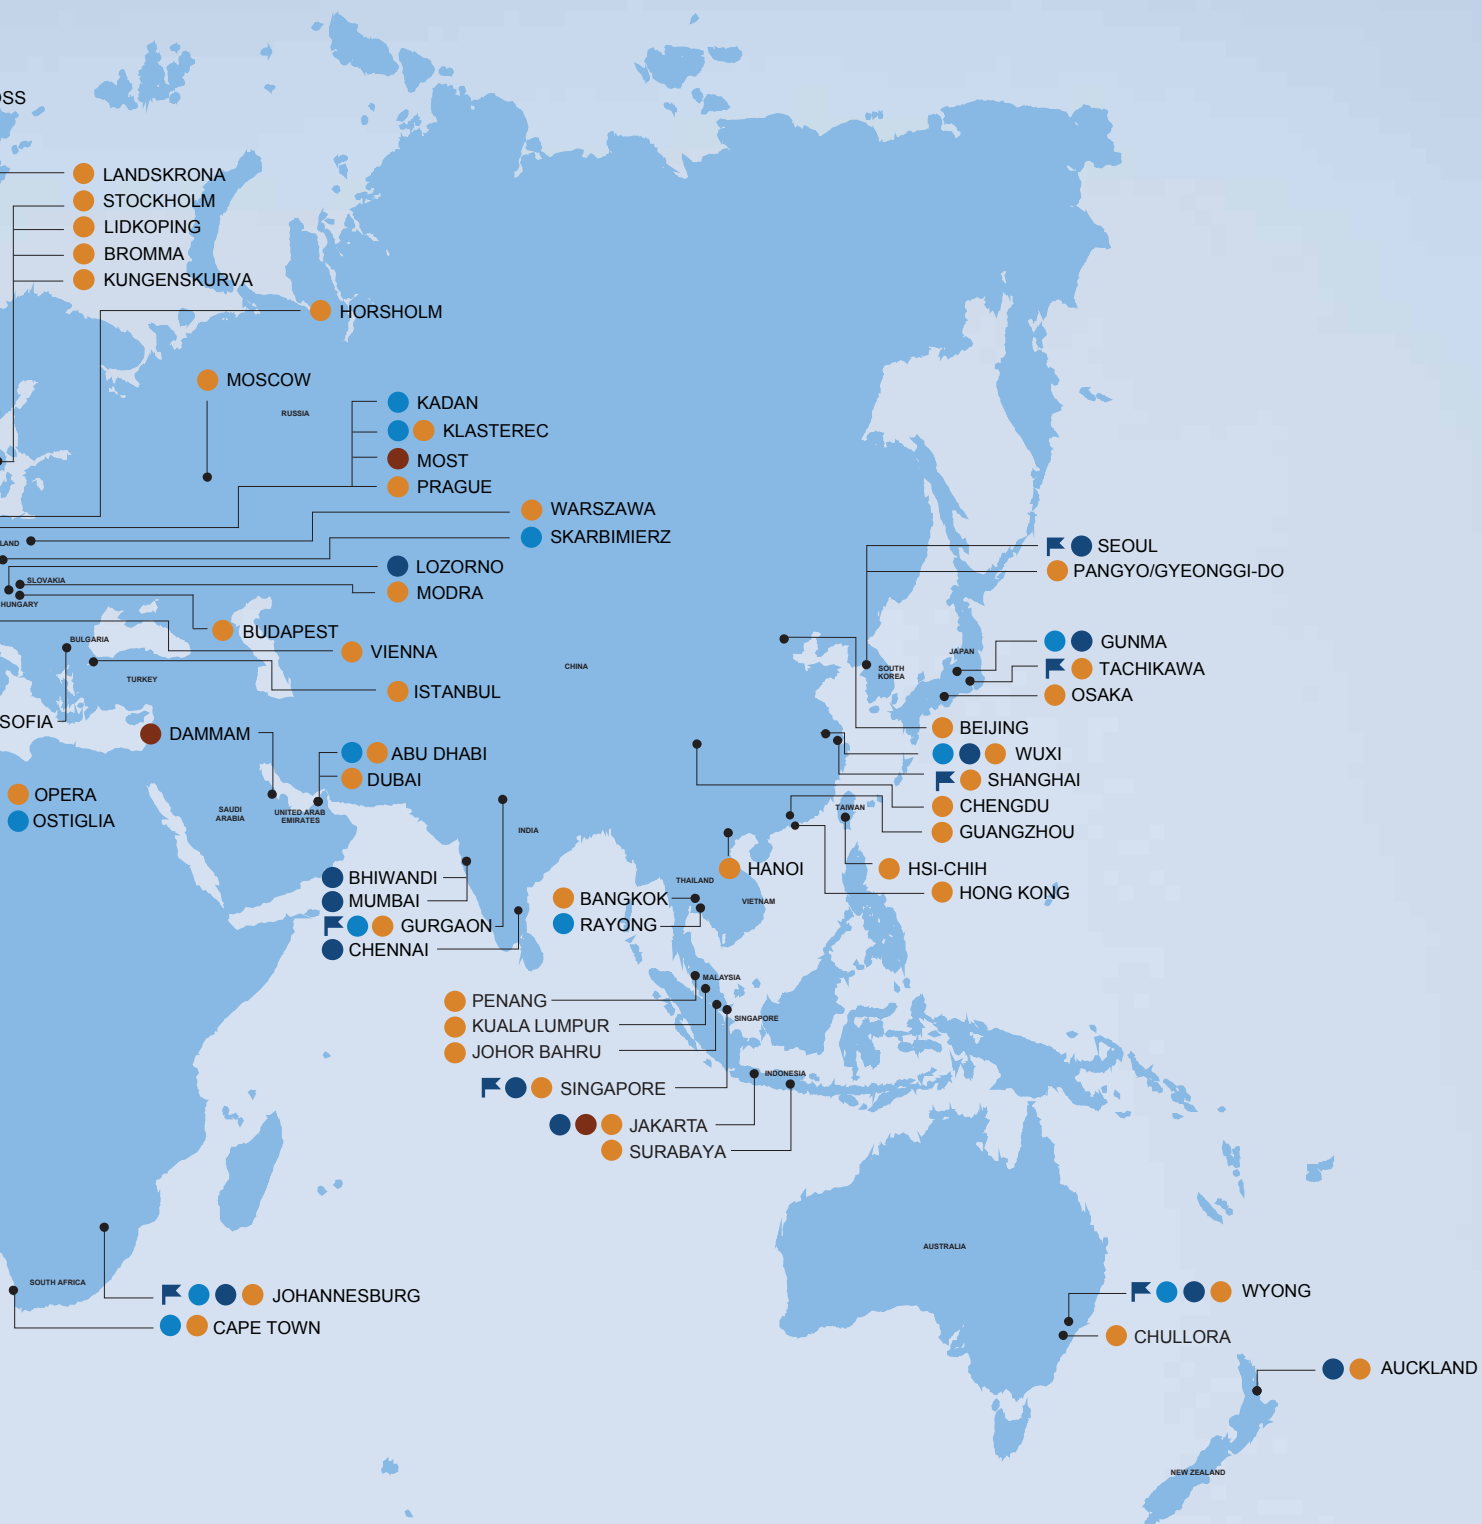 OSS
LANDSKRONA
STOCKHOLM
LIDKOPING
BROMMA
KUNGENSKURVA
HORSHOLM
MOSCOW
RUSSIA
KADAN
KLASTEREC
MOST
PRAGUE
WARSZAWA
SKARBIMIERZ
LAND
LOZORNO
SLOVAKIA
MODRA
HUNGARY
BUDAPEST
BULGARIA
VIENNA
TURKEY
ISTANBUL
SOFIA
CHINA
SEOUL
PANGYO/GYEONGGI-DO
GUNMA
JAPAN
TACHIKAWA
SOUTH
KOREA
OSAKA
BEIJING
WUXI
SHANGHAI
CHENGDU
GUANGZHOU
TAIWAN
HSI-CHIH
HONG KONG
DAMMAM
ABU DHABI
DUBAI
OPERA
OSTIGLIA
SAUDI
ARABIA
UNITED ARAB
EMIRATES
INDIA
BHIWANDI
MUMBAI
GURGAON
CHENNAI
HANOI
THAILAND
BANGKOK
VIETNAM
RAYONG
MALAYSIA
PENANG
SINGAPORE
KUALA LUMPUR
JOHOR BAHRU
INDONESIA
SINGAPORE
JAKARTA
SURABAYA
AUSTRALIA
SOUTH AFRICA
JOHANNESBURG
CAPE TOWN
WYONG
CHULLORA
AUCKLAND
NEW ZEALAND